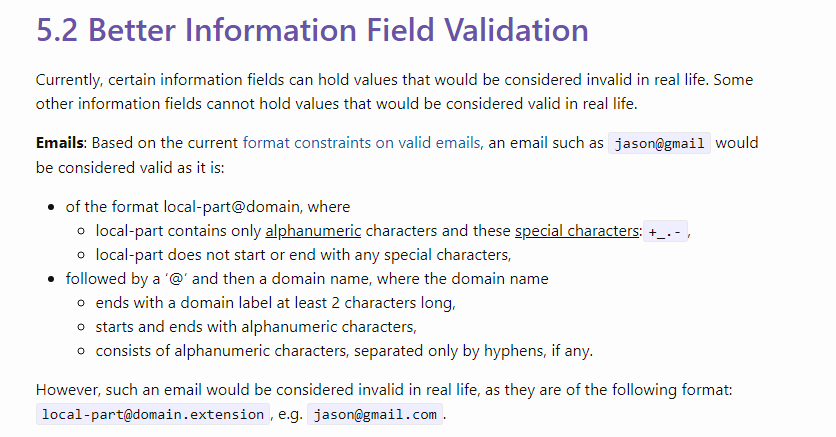 5.2 Better Information Field Validation
Currently, certain information fields can hold values that would be considered invalid in real life. Some
other information fields cannot hold values that would be considered valid in real life.
Emails: Based on the current format constraints on valid emails, an email such as jason@gmail would
be considered valid as it is:
• of the format local-part@domain, where
◦ local-part contains only alphanumeric characters and these special characters: +_.- ,
◦ local-part does not start or end with any special characters,
• followed by a ‘@’ and then a domain name, where the domain name
◦ ends with a domain label at least 2 characters long,
◦ starts and ends with alphanumeric characters,
◦ consists of alphanumeric characters, separated only by hyphens, if any.
However, such an email would be considered invalid in real life, as they are of the following format:
local-part@domain.extension , e.g. jason@gmail.com .